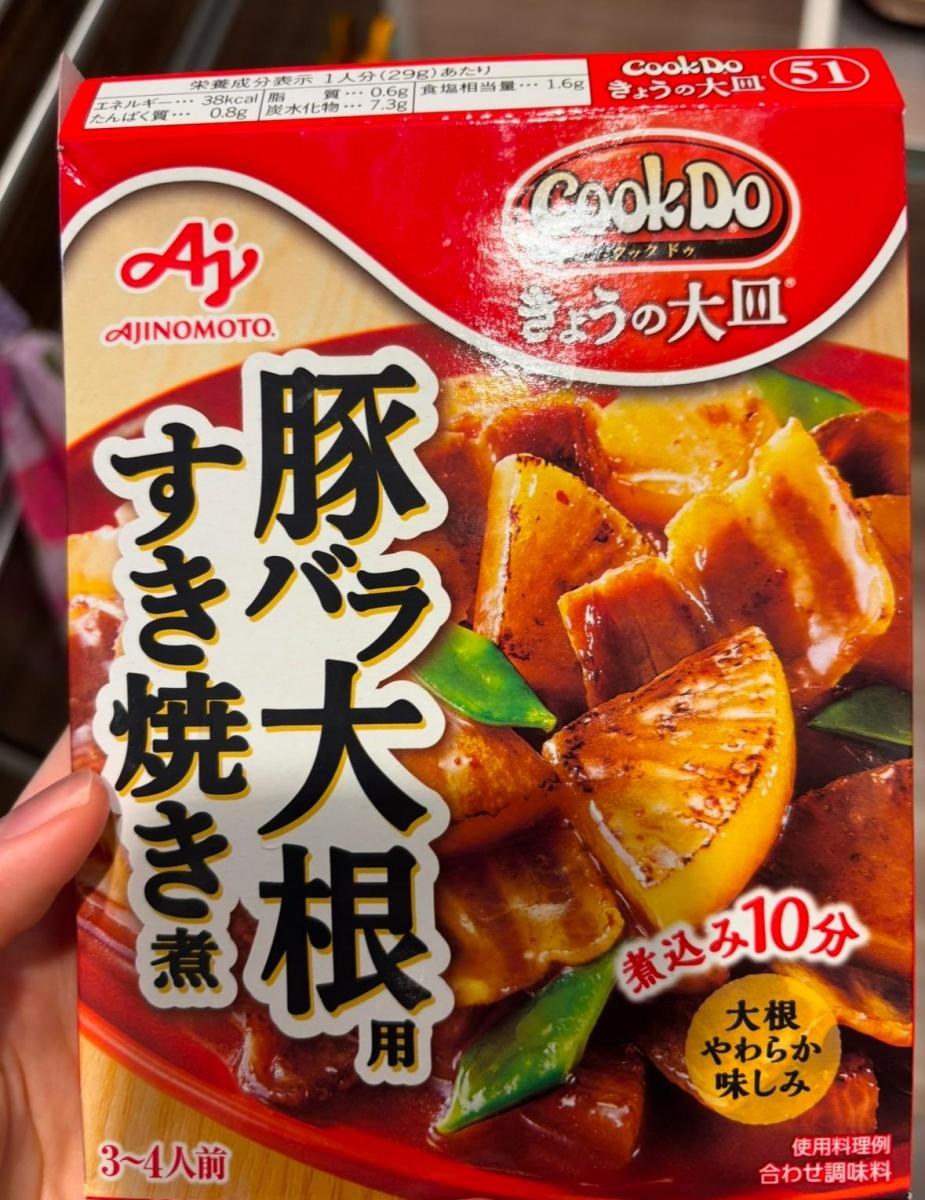 栄養成分表示 1人分(29g)あたり
エネルギー… 38kcal 脂質… 0.6g 食塩相当量… 1.6g
たんぱく質… 0.8g 炭水化物… 7.3g
CookDo
きょうの大皿®
51
CookDo®
クック ドゥ
きょうの大皿®
Aj
AJINOMOTO.
豚バラ大根用
すき焼き煮
煮込み10分
大根
やわらか
味しみ
3~4人前
使用料理例
合わせ調味料